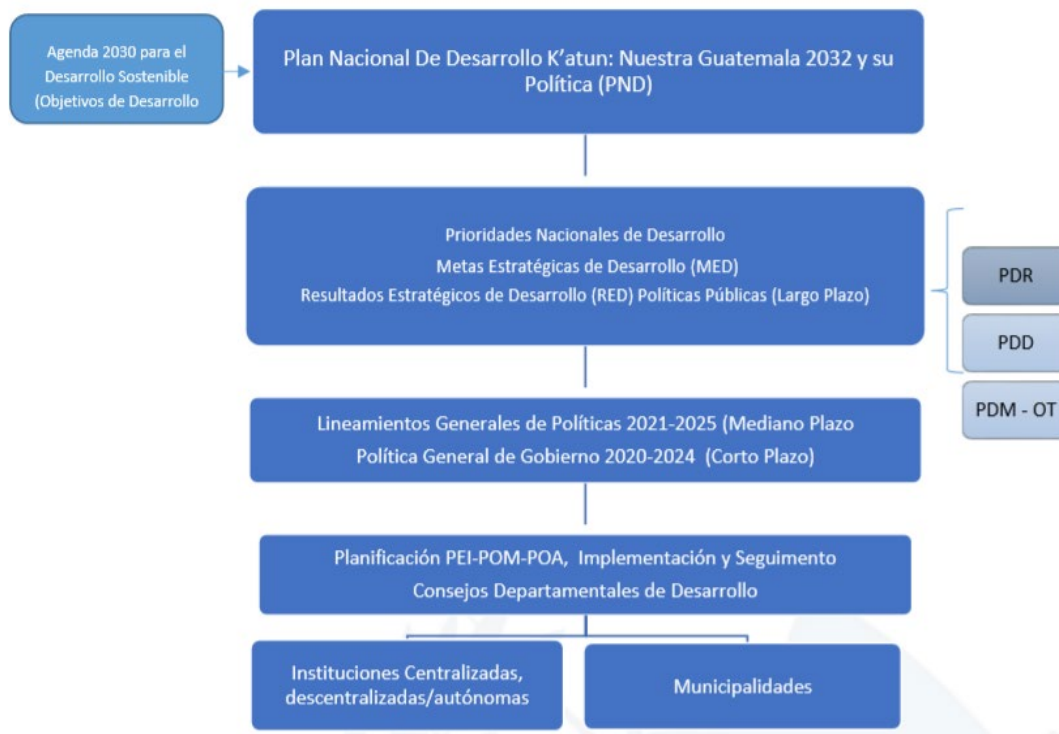 Agenda 2030 para el
Desarrollo Sostenible
(Objetivos de Desarrollo
Plan Nacional De Desarrollo K’atun: Nuestra Guatemala 2032 y su
Política (PND)
Prioridades Nacionales de Desarrollo
Metas Estratégicas de Desarrollo (MED)
Resultados Estratégicos de Desarrollo (RED) Políticas Públicas (Largo Plazo)
PDR
PDD
PDM - OT
Lineamientos Generales de Políticas 2021-2025 (Mediano Plazo
Política General de Gobierno 2020-2024 (Corto Plazo)
Planificación PEI-POM-POA, Implementación y Seguimento
Consejos Departamentales de Desarrollo
Instituciones Centralizadas,
descentralizadas/autónomas
Municipalidades